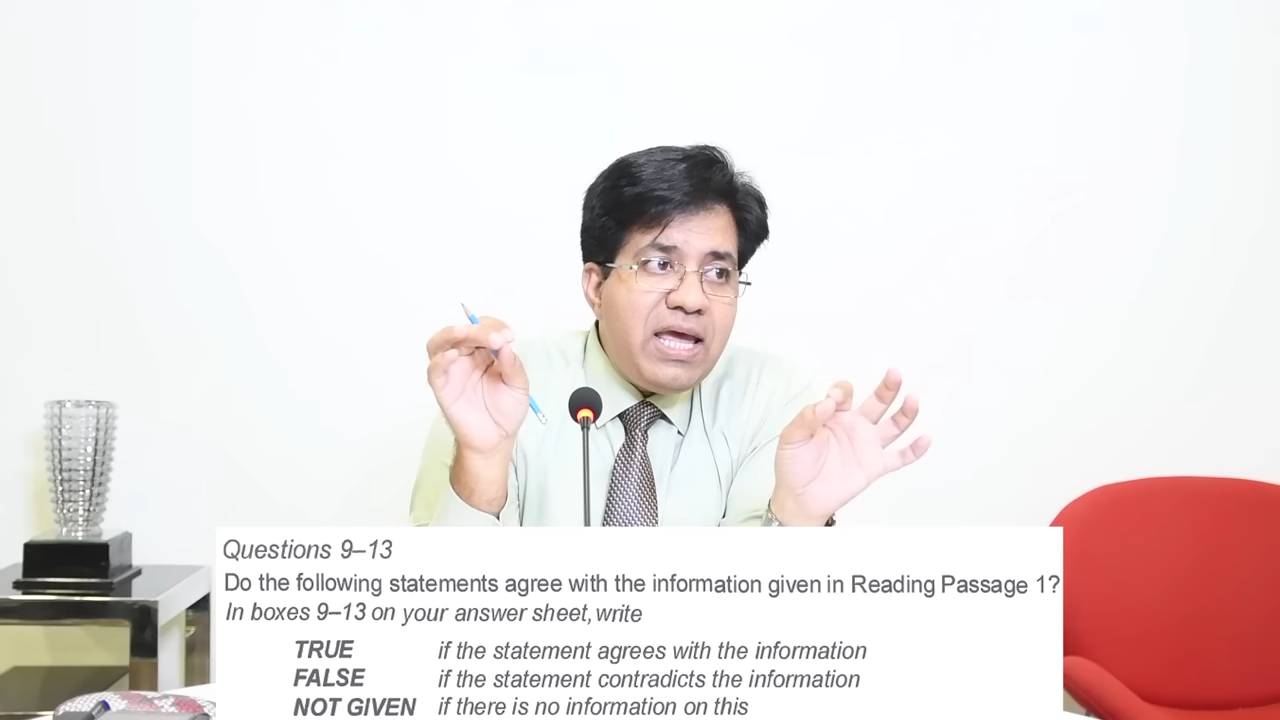 Questions 9–13
Do the following statements agree with the information given in Reading Passage 1?
In boxes 9–13 on your answer sheet, write
TRUE if the statement agrees with the information
FALSE if the statement contradicts the information
NOT GIVEN if there is no information on this